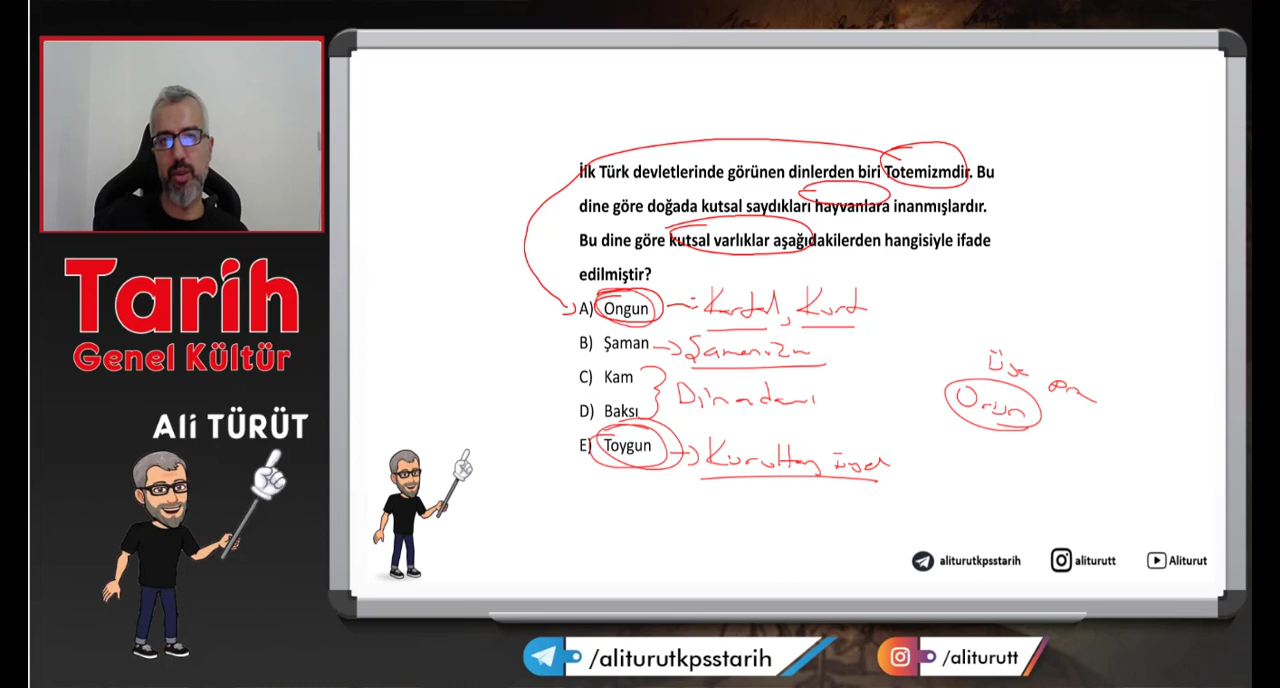 Tarih
Genel Kültür
Ali TÜRÜT
İlk Türk devletlerinde görünen dinlerden biri Totemizmdir. Bu
dine göre doğada kutsal saydıkları hayvanlara inanmışlardır.
Bu dine göre kutsal varlıklar aşağıdakilerden hangisiyle ifade
edilmiştir?
A) Ongun → Kartal, Kurt
B) Şaman → Şamanizm
C) Kam
D) Baksı
Din adamı
E) Toygun → Kurultay üyel
Orun
aliturutkpsstarih
aliturutt
Aliturut
/aliturutkpsstarih
/aliturutt